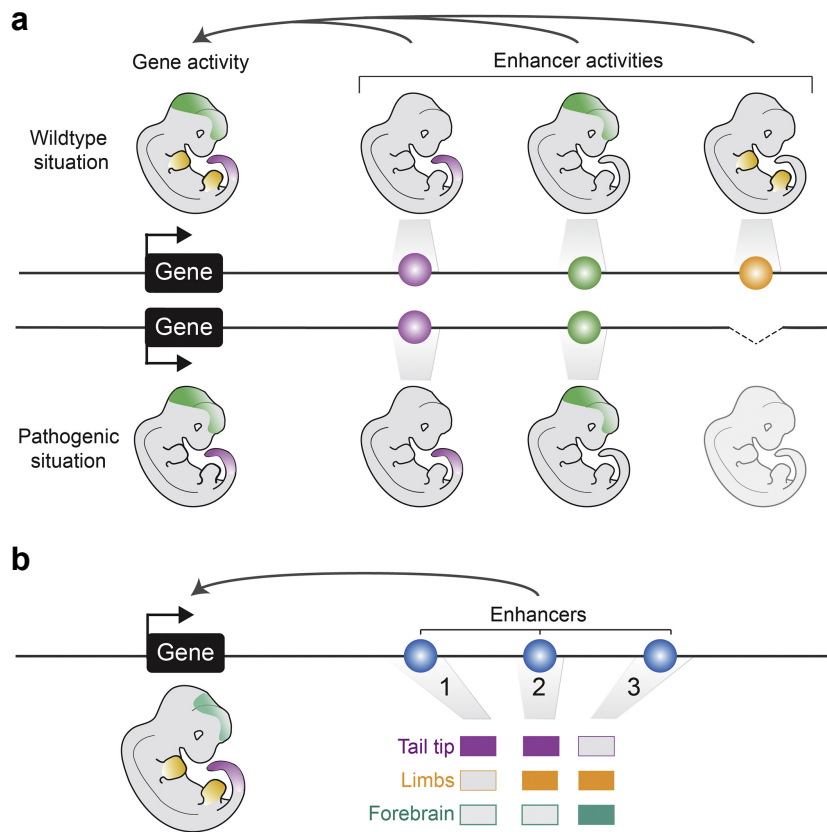 a
Gene activity
Enhancer activities
Wildtype
situation
Gene
Gene
Pathogenic
situation
b
Enhancers
Gene
1 2 3
Tail tip
Limbs
Forebrain